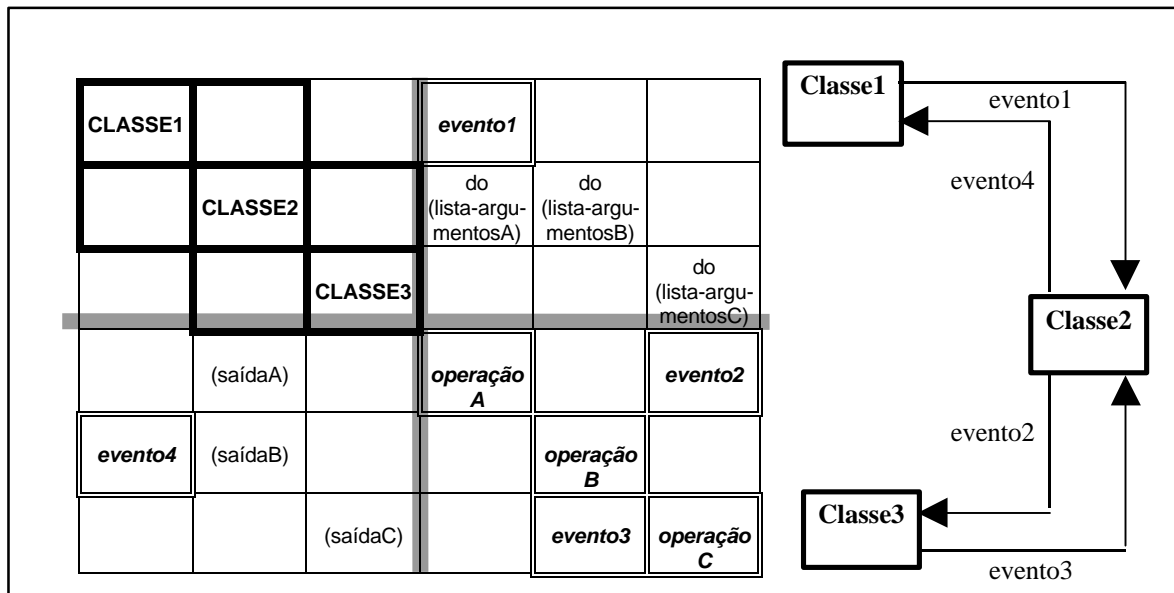 CLASSE1
evento1
CLASSE2
do
(lista-argu-
mentosA)
do
(lista-argu-
mentosB)
CLASSE3
do
(lista-argu-
mentosC)
(saídaA)
operação
A
evento2
evento4
(saídaB)
operação
B
(saídaC)
evento3
operação
C
Classe1
evento1
evento4
Classe2
evento2
Classe3
evento3